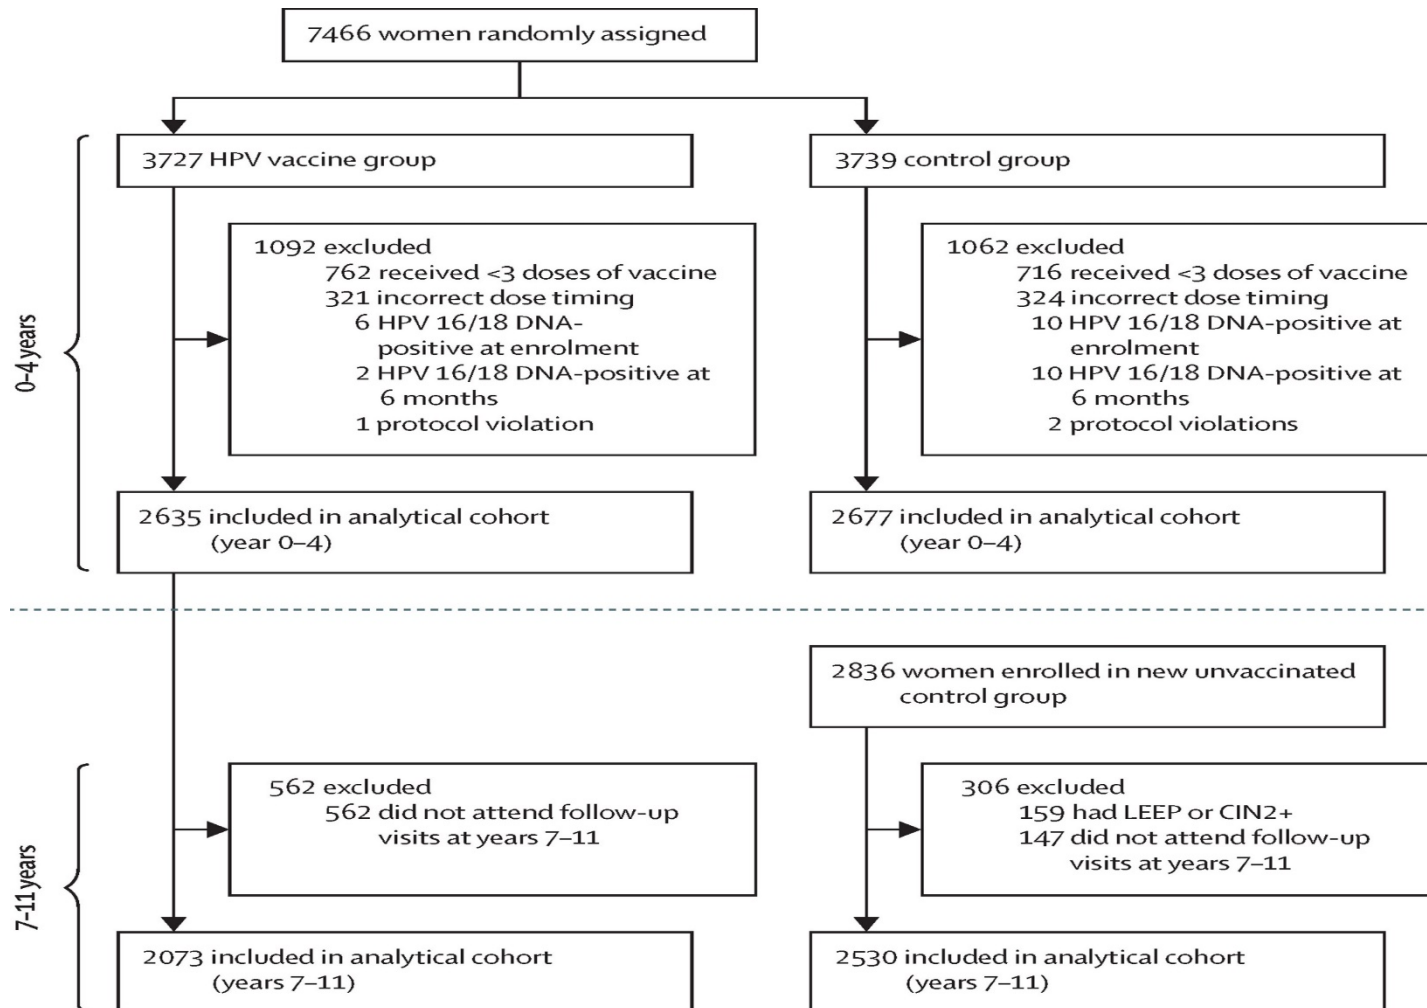 7466 women randomly assigned
3727 HPV vaccine group
3739 control group
1092 excluded
762 received <3 doses of vaccine
321 incorrect dose timing
6 HPV 16/18 DNA-
positive at enrolment
2 HPV 16/18 DNA-positive at
6 months
1 protocol violation
1062 excluded
716 received <3 doses of vaccine
324 incorrect dose timing
10 HPV 16/18 DNA-positive at
enrolment
10 HPV 16/18 DNA-positive at
6 months
2 protocol violations
0–4 years
2635 included in analytical cohort
(year 0–4)
2677 included in analytical cohort
(year 0–4)
2836 women enrolled in new unvaccinated
control group
562 excluded
562 did not attend follow-up
visits at years 7–11
306 excluded
159 had LEEP or CIN2+
147 did not attend follow-up
visits at years 7–11
7–11 years
2073 included in analytical cohort
(years 7–11)
2530 included in analytical cohort
(years 7–11)